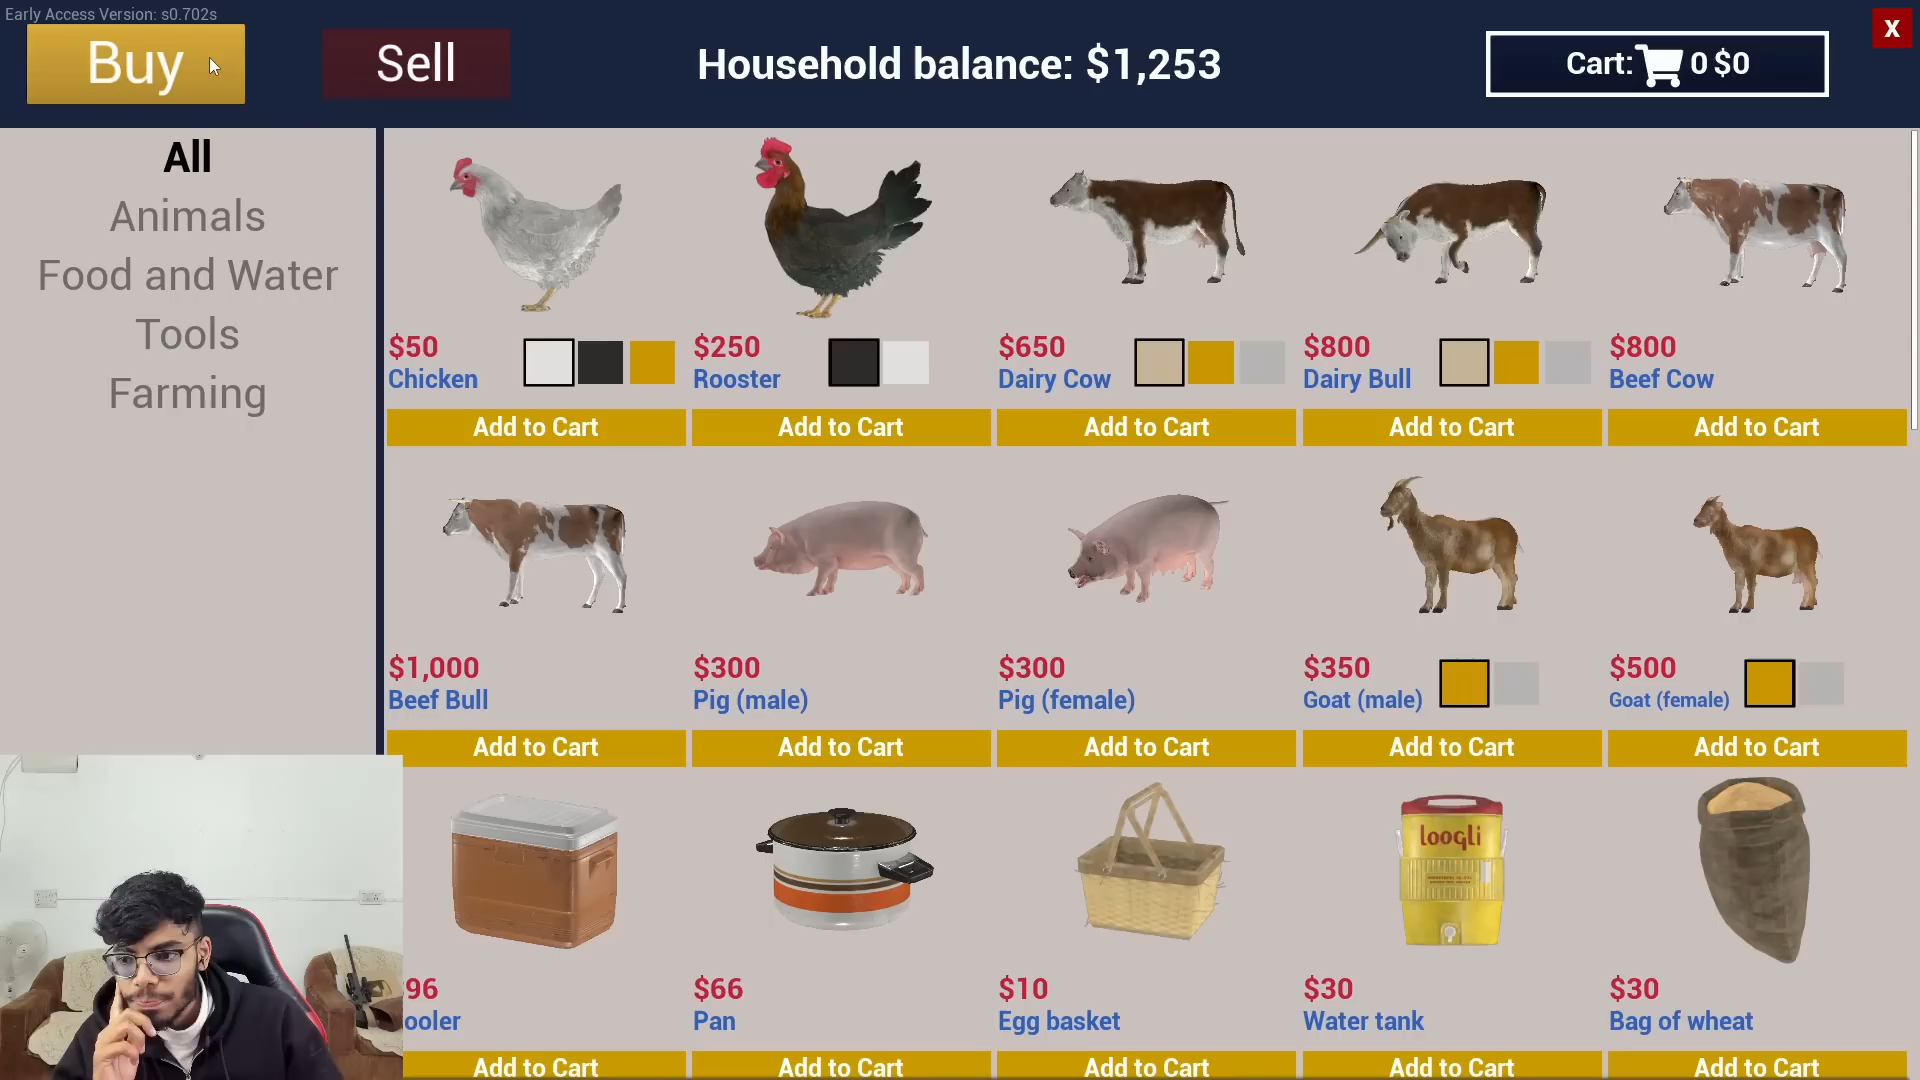 Early Access Version: s0.702s
Buy
Sell
Household balance: $1,253
Cart: 0 $0
X
All
Animals
Food and Water
Tools
Farming
$50
Chicken
Add to Cart
$250
Rooster
Add to Cart
$650
Dairy Cow
Add to Cart
$800
Dairy Bull
Add to Cart
$800
Beef Cow
Add to Cart
$1,000
Beef Bull
Add to Cart
$300
Pig (male)
Add to Cart
$300
Pig (female)
Add to Cart
$350
Goat (male)
Add to Cart
$500
Goat (female)
Add to Cart
96
ooler
Add to Cart
$66
Pan
Add to Cart
$10
Egg basket
Add to Cart
looqli
$30
Water tank
Add to Cart
$30
Bag of wheat
Add to Cart